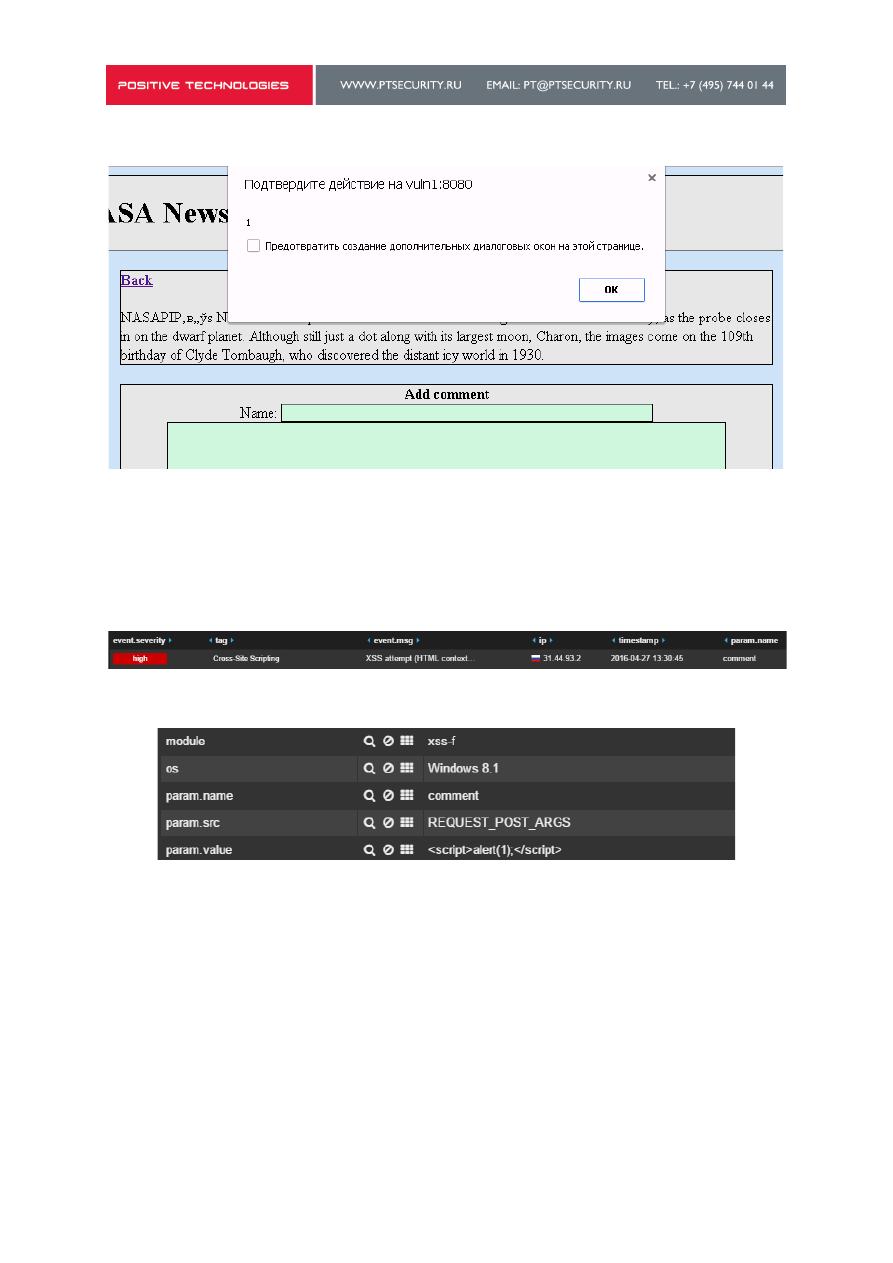 POSITIVE TECHNOLOGIES WWW.PTSECURITY.RU EMAIL: PT@PTSECURITY.RU TEL.: +7 (495) 744 01 44
Подтвердите действие на vuln1:8080
1
Предотвратить создание дополнительных диалоговых окон на этой странице.
ОК
ASA News
Back
NASAРІР‚в„ўs N as the probe closes
in on the dwarf planet. Although still just a dot along with its largest moon, Charon, the images come on the 109th
birthday of Clyde Tombaugh, who discovered the distant icy world in 1930.
Add comment
Name:
event.severity tag event.msg ip timestamp param.name
high Cross-Site Scripting XSS attempt (HTML context... 31.44.93.2 2016-04-27 13:30:45 comment
module xss-f
os Windows 8.1
param.name comment
param.src REQUEST_POST_ARGS
param.value <script>alert(1);</script>